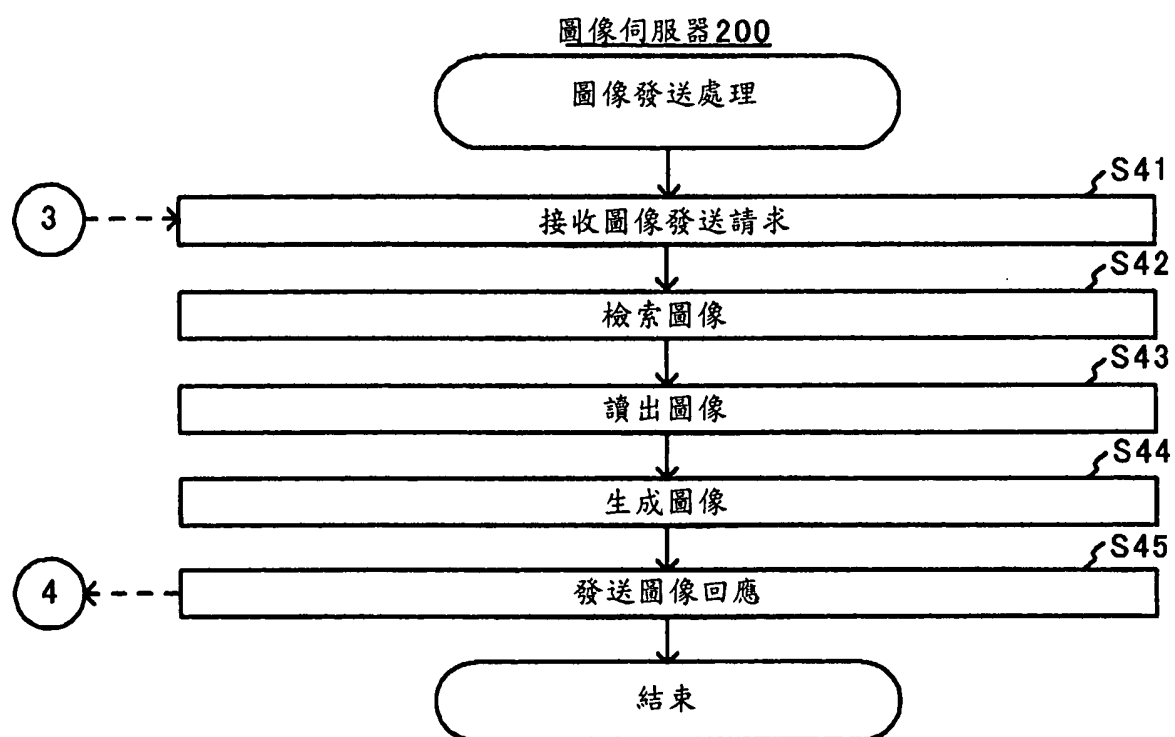 圖像伺服器200
圖像發送處理
S41
3
接收圖像發送請求
S42
檢索圖像
S43
讀出圖像
S44
生成圖像
S45
4
發送圖像回應
結束